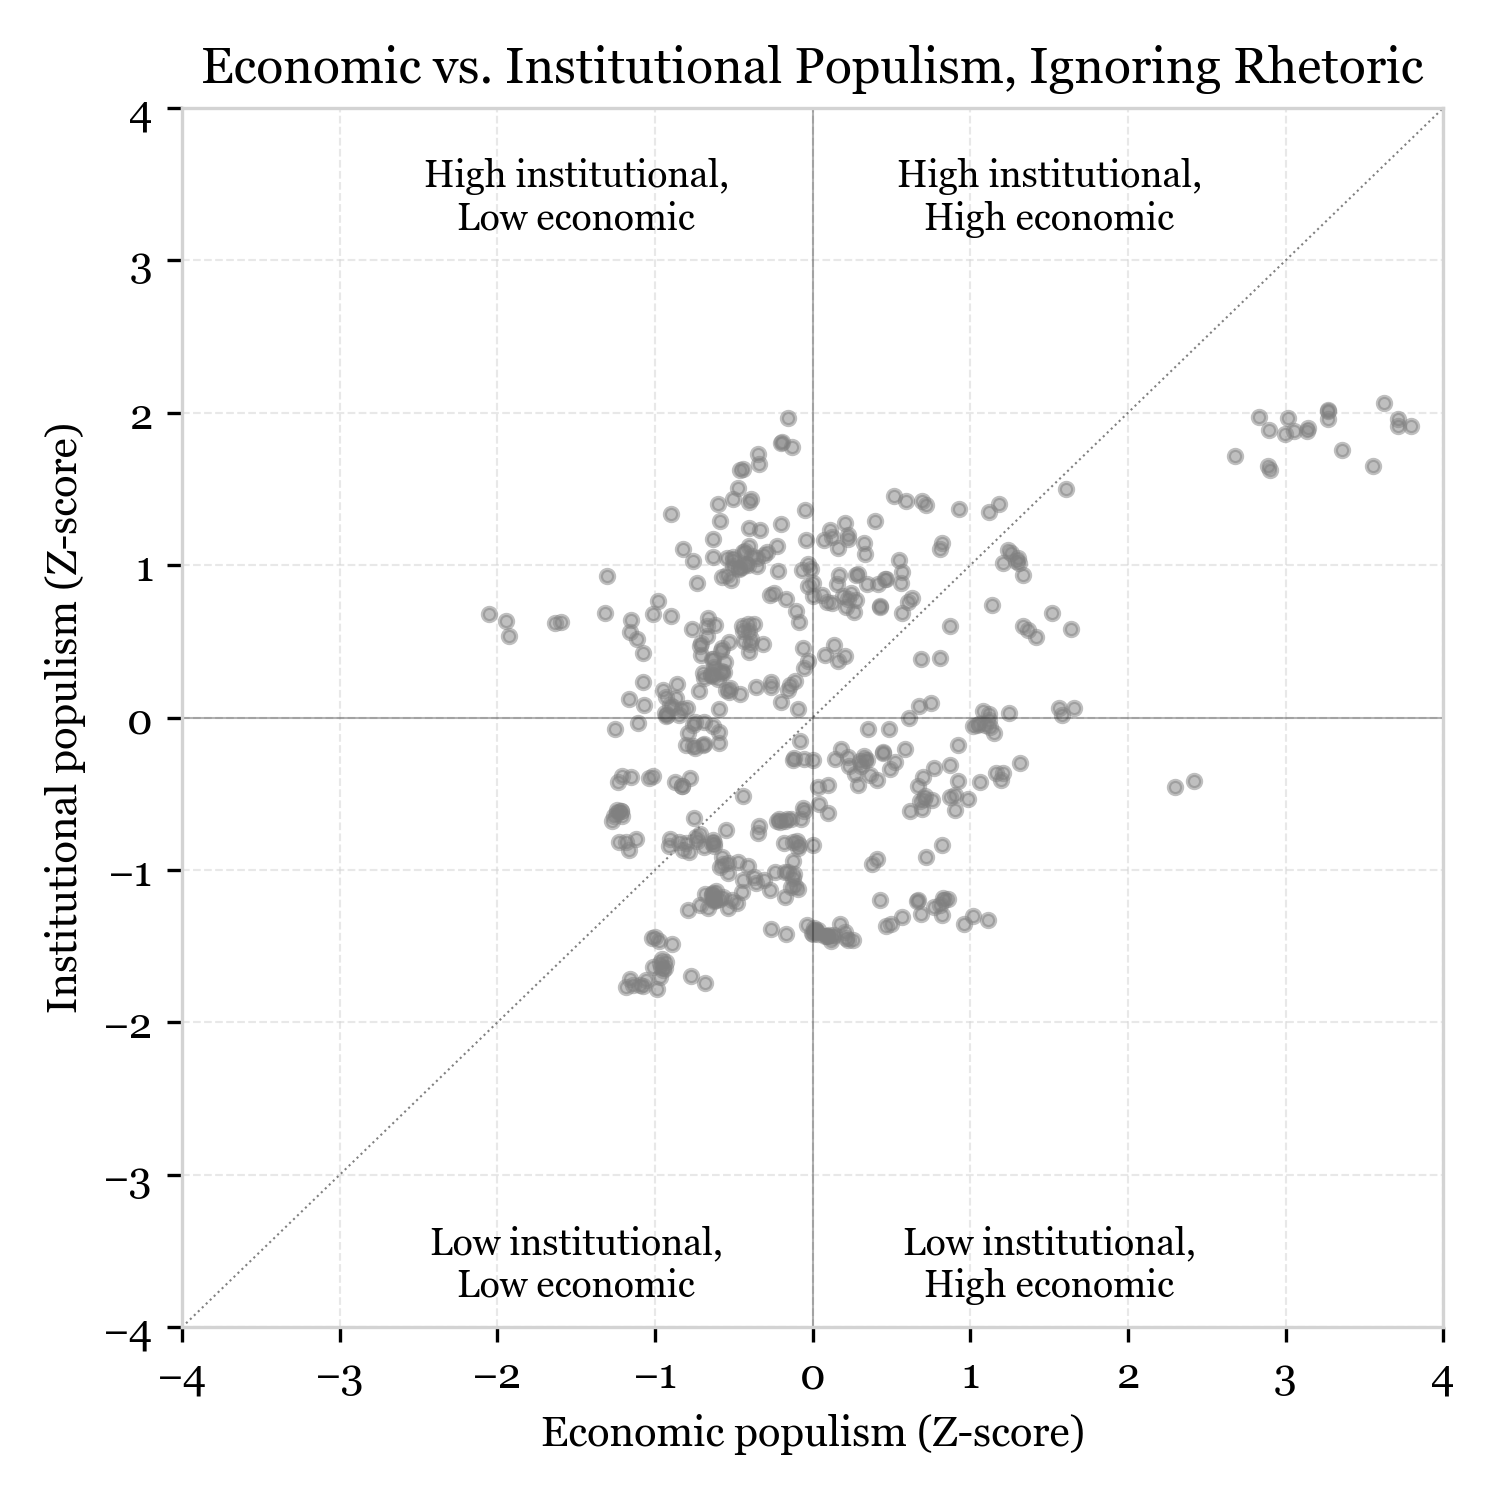 Economic vs. Institutional Populism, Ignoring Rhetoric
4
High institutional,
Low economic
High institutional,
High economic
3
2
1
0
−1
−2
−3
−4
Institutional populism (Z-score)
Low institutional,
Low economic
Low institutional,
High economic
−4
−3
−2
−1
0
1
2
3
4
Economic populism (Z-score)